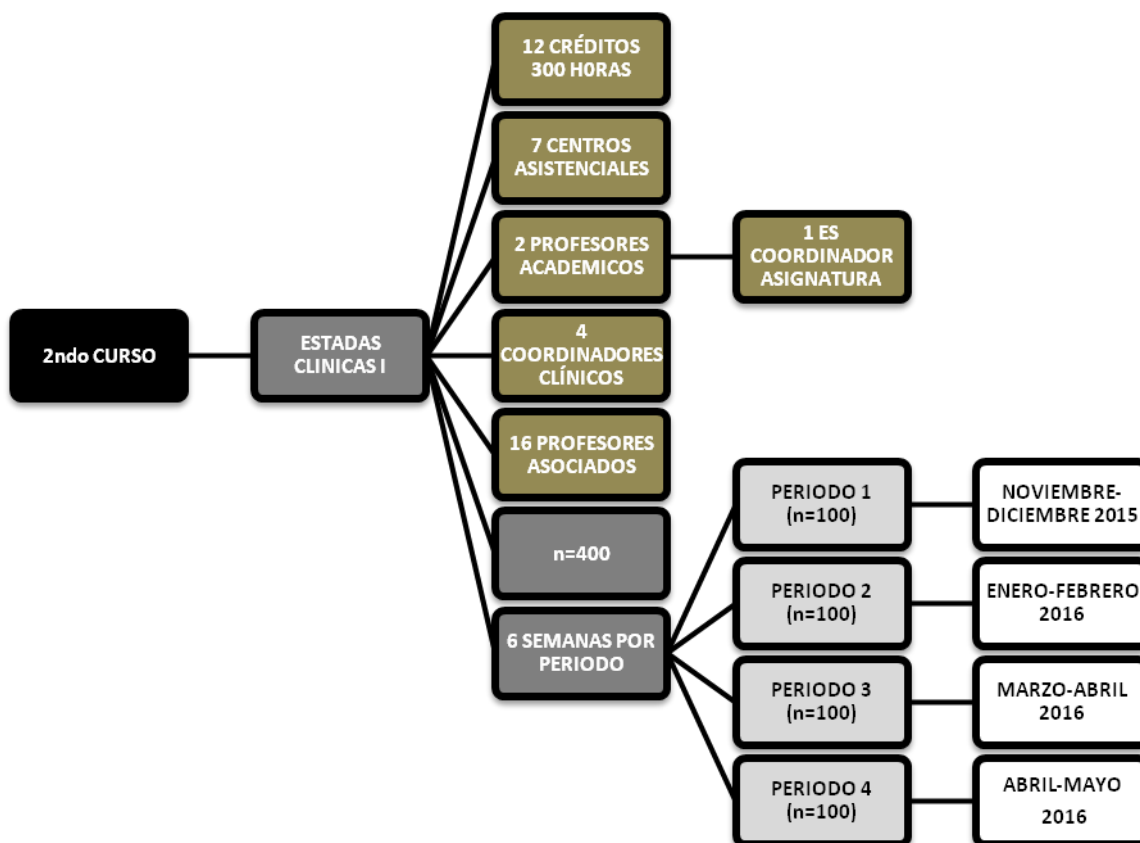 12 CRÉDITOS
300 H0RAS
7 CENTROS
ASISTENCIALES
2 PROFESORES
ACADEMICOS
1 ES
COORDINADOR
ASIGNATURA
2ndo CURSO
ESTADAS
CLINICAS I
4
COORDINADORES
CLÍNICOS
16 PROFESORES
ASOCIADOS
n=400
6 SEMANAS POR
PERIODO
PERIODO 1
(n=100)
NOVIEMBRE-
DICIEMBRE 2015
PERIODO 2
(n=100)
ENERO-FEBRERO
2016
PERIODO 3
(n=100)
MARZO-ABRIL
2016
PERIODO 4
(n=100)
ABRIL-MAYO
2016